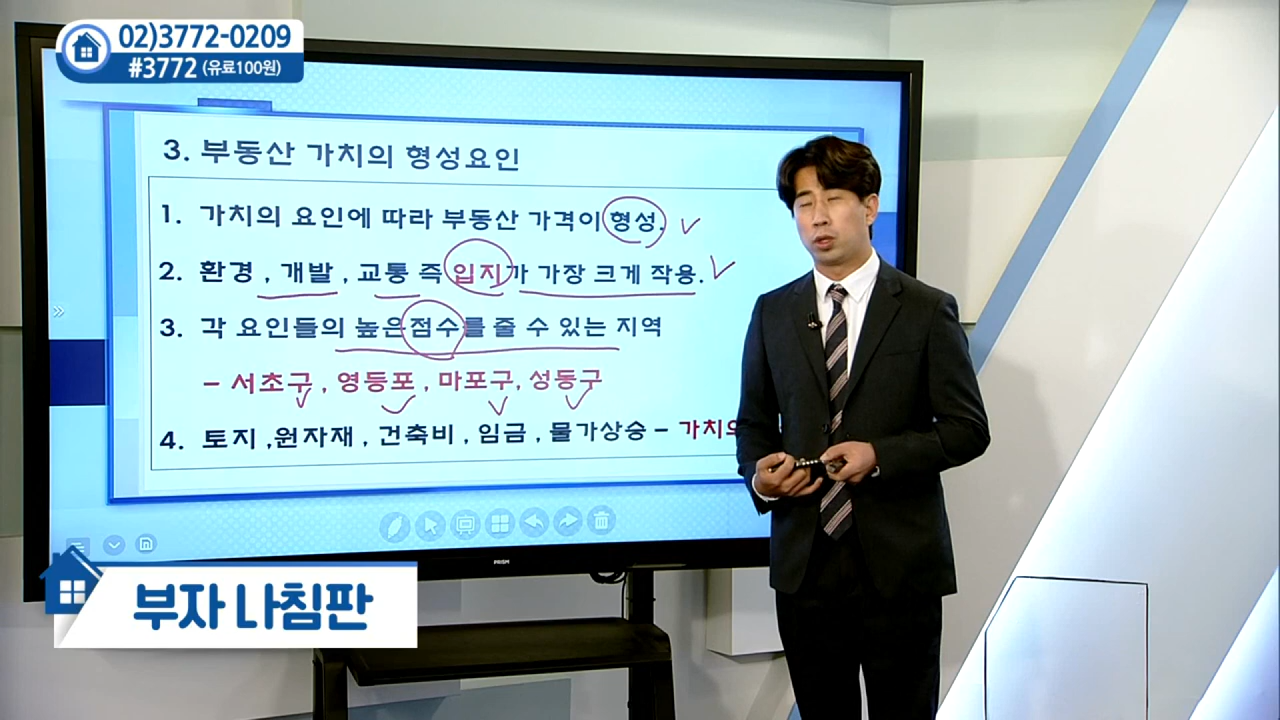 02)3772-0209
#3772 (유료100원)
3. 부동산 가치의 형성요인
1. 가치의 요인에 따라 부동산 가격이 형성.
2. 환경 , 개발 , 교통 즉 입지가 가장 크게 작용.
3. 각 요인들의 높은점수를 줄 수 있는 지역
- 서초구 , 영등포 , 마포구, 성동구
4. 토지 ,원자재 , 건축비 , 임금 , 물가상승 - 가치의
PRISM
부자 나침판